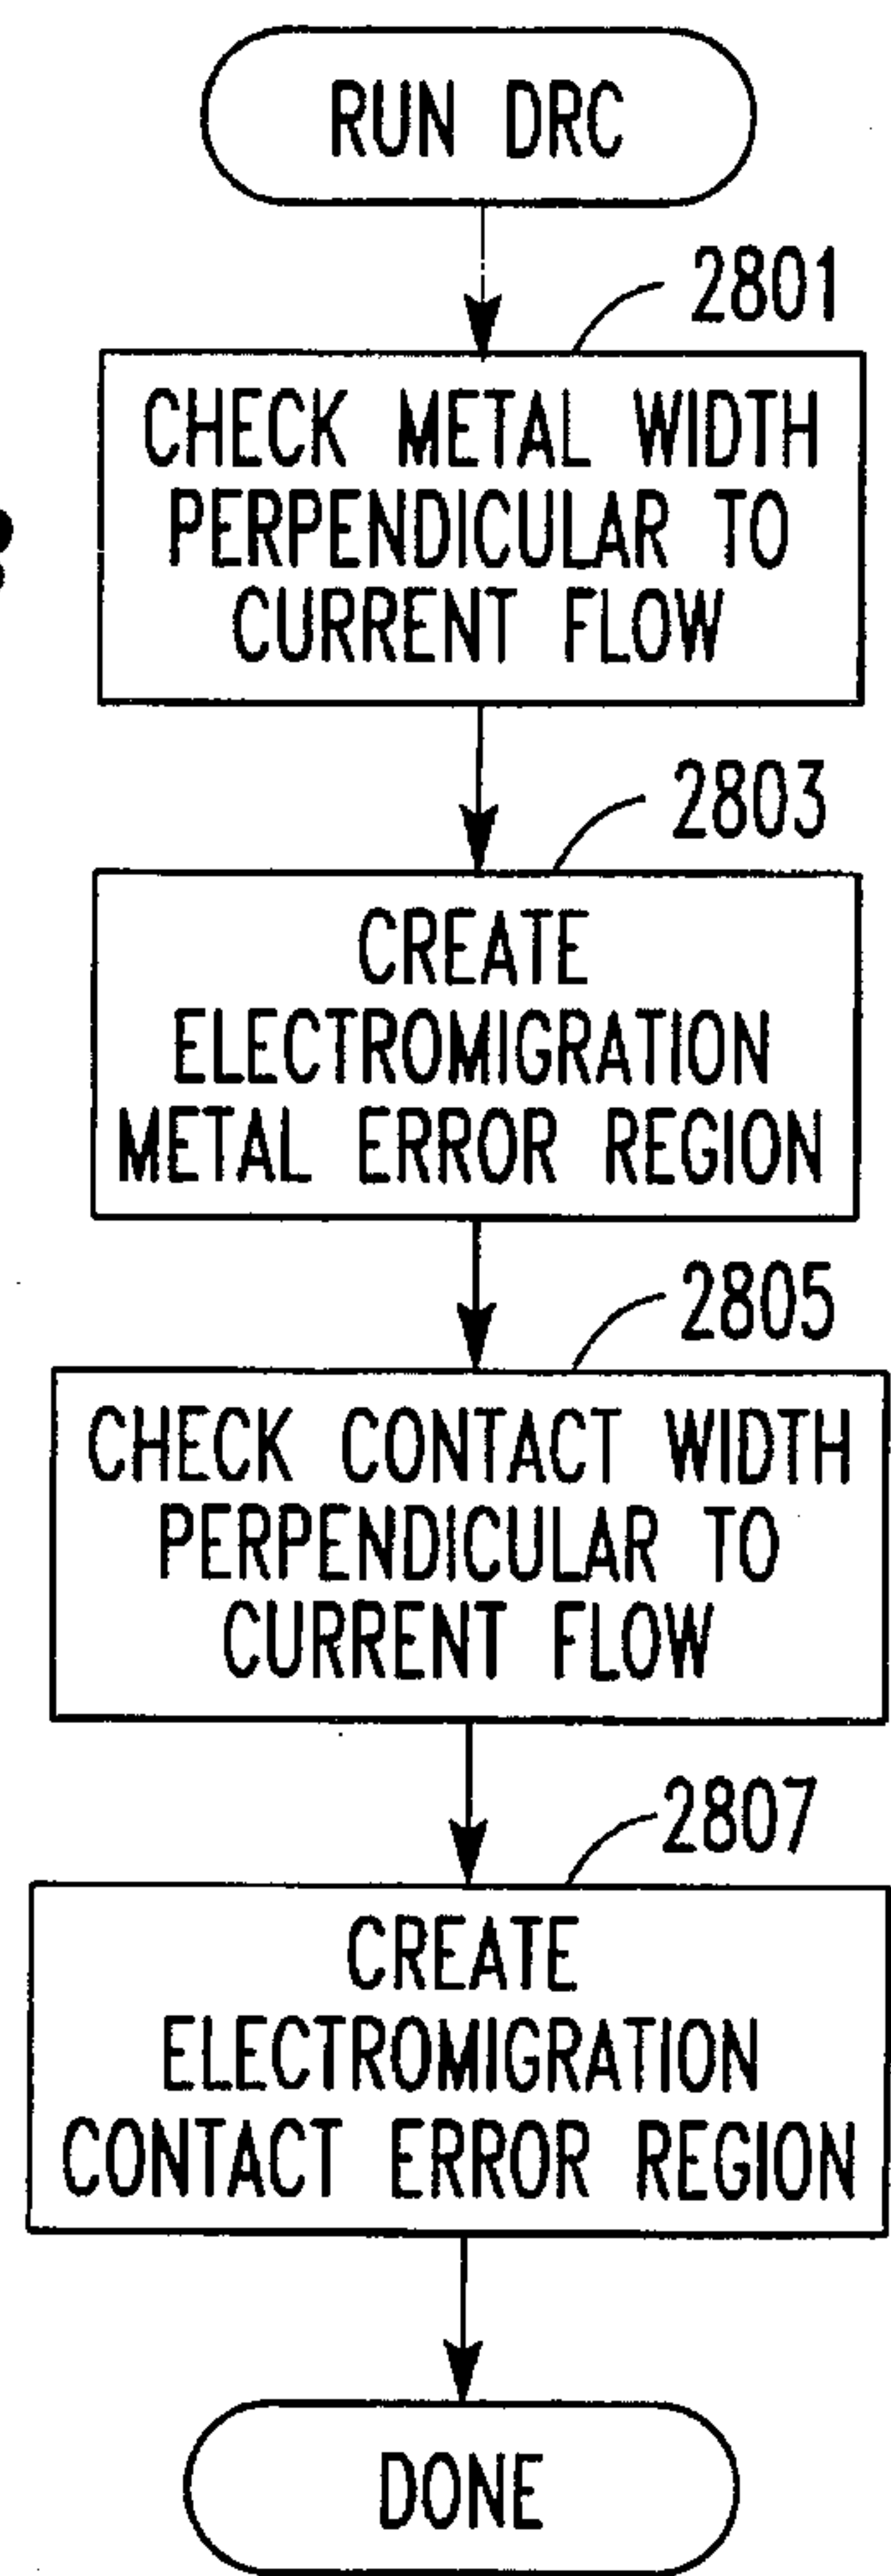 RUN DRC
2801
CHECK METAL WIDTH
PERPENDICULAR TO
CURRENT FLOW
2803
CREATE
ELECTROMIGRATION
METAL ERROR REGION
2805
CHECK CONTACT WIDTH
PERPENDICULAR TO
CURRENT FLOW
2807
CREATE
ELECTROMIGRATION
CONTACT ERROR REGION
DONE